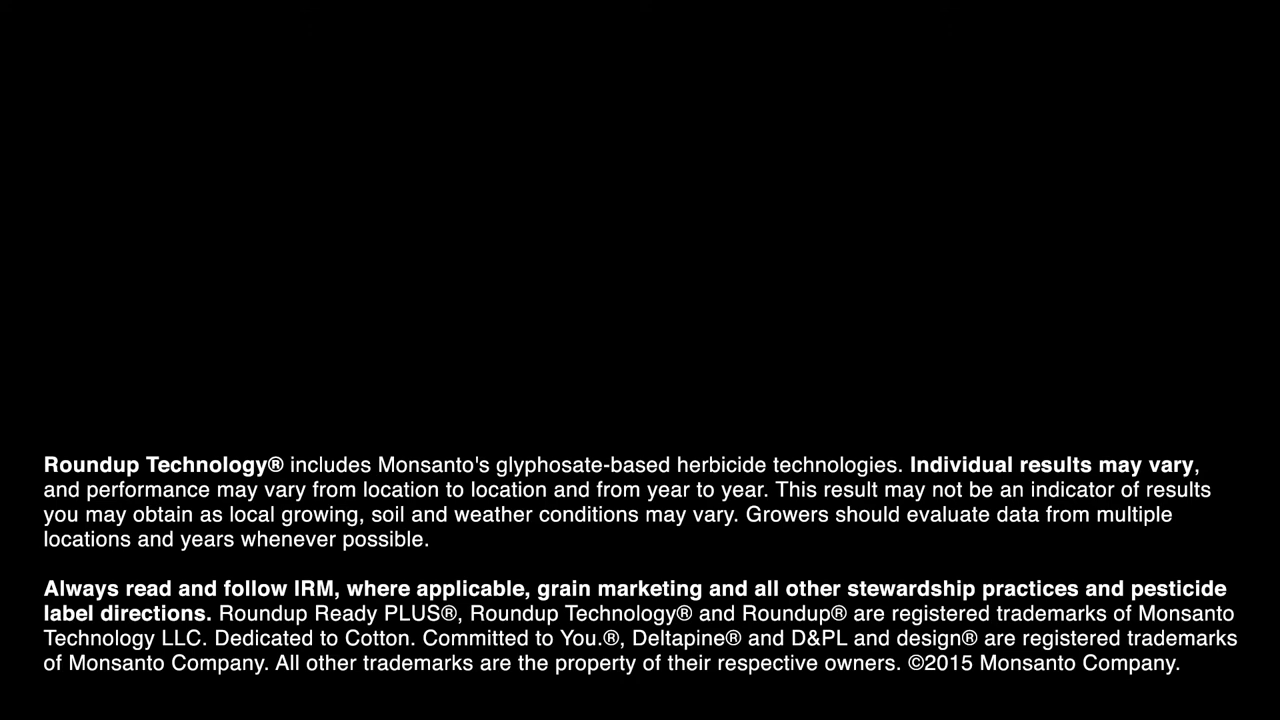 Roundup Technology® includes Monsanto's glyphosate-based herbicide technologies. Individual results may vary,
and performance may vary from location to location and from year to year. This result may not be an indicator of results
you may obtain as local growing, soil and weather conditions may vary. Growers should evaluate data from multiple
locations and years whenever possible.
Always read and follow IRM, where applicable, grain marketing and all other stewardship practices and pesticide
label directions. Roundup Ready PLUS®, Roundup Technology® and Roundup® are registered trademarks of Monsanto
Technology LLC. Dedicated to Cotton. Committed to You.®, Deltapine® and D&PL and design® are registered trademarks
of Monsanto Company. All other trademarks are the property of their respective owners. ©2015 Monsanto Company.